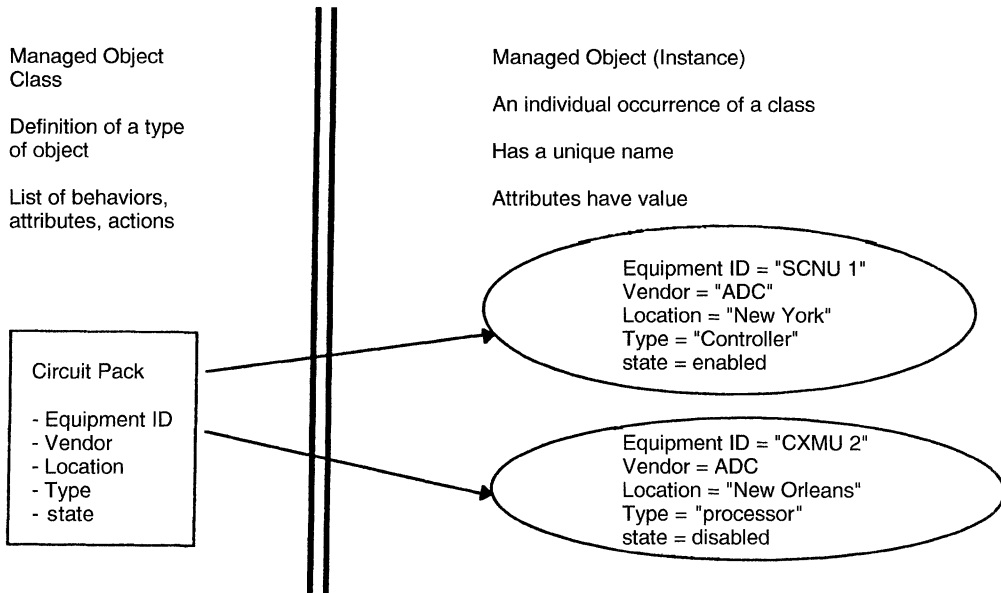 Managed Object
Class
Definition of a type
of object
List of behaviors,
attributes, actions
Circuit Pack
- Equipment ID
- Vendor
- Location
- Type
- state
Managed Object (Instance)
An individual occurrence of a class
Has a unique name
Attributes have value
Equipment ID = "SCNU 1"
Vendor = "ADC"
Location = "New York"
Type = "Controller"
state = enabled
Equipment ID = "CXMU 2"
Vendor = ADC
Location = "New Orleans"
Type = "processor"
state = disabled